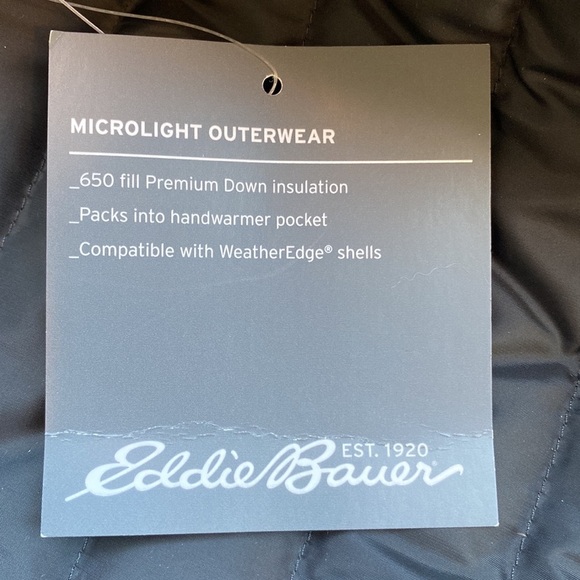 MICROLIGHT OUTERWEAR
_650 fill Premium Down insulation
_Packs into handwarmer pocket
_Compatible with WeatherEdge® shells
EST. 1920
Eddie Bauer